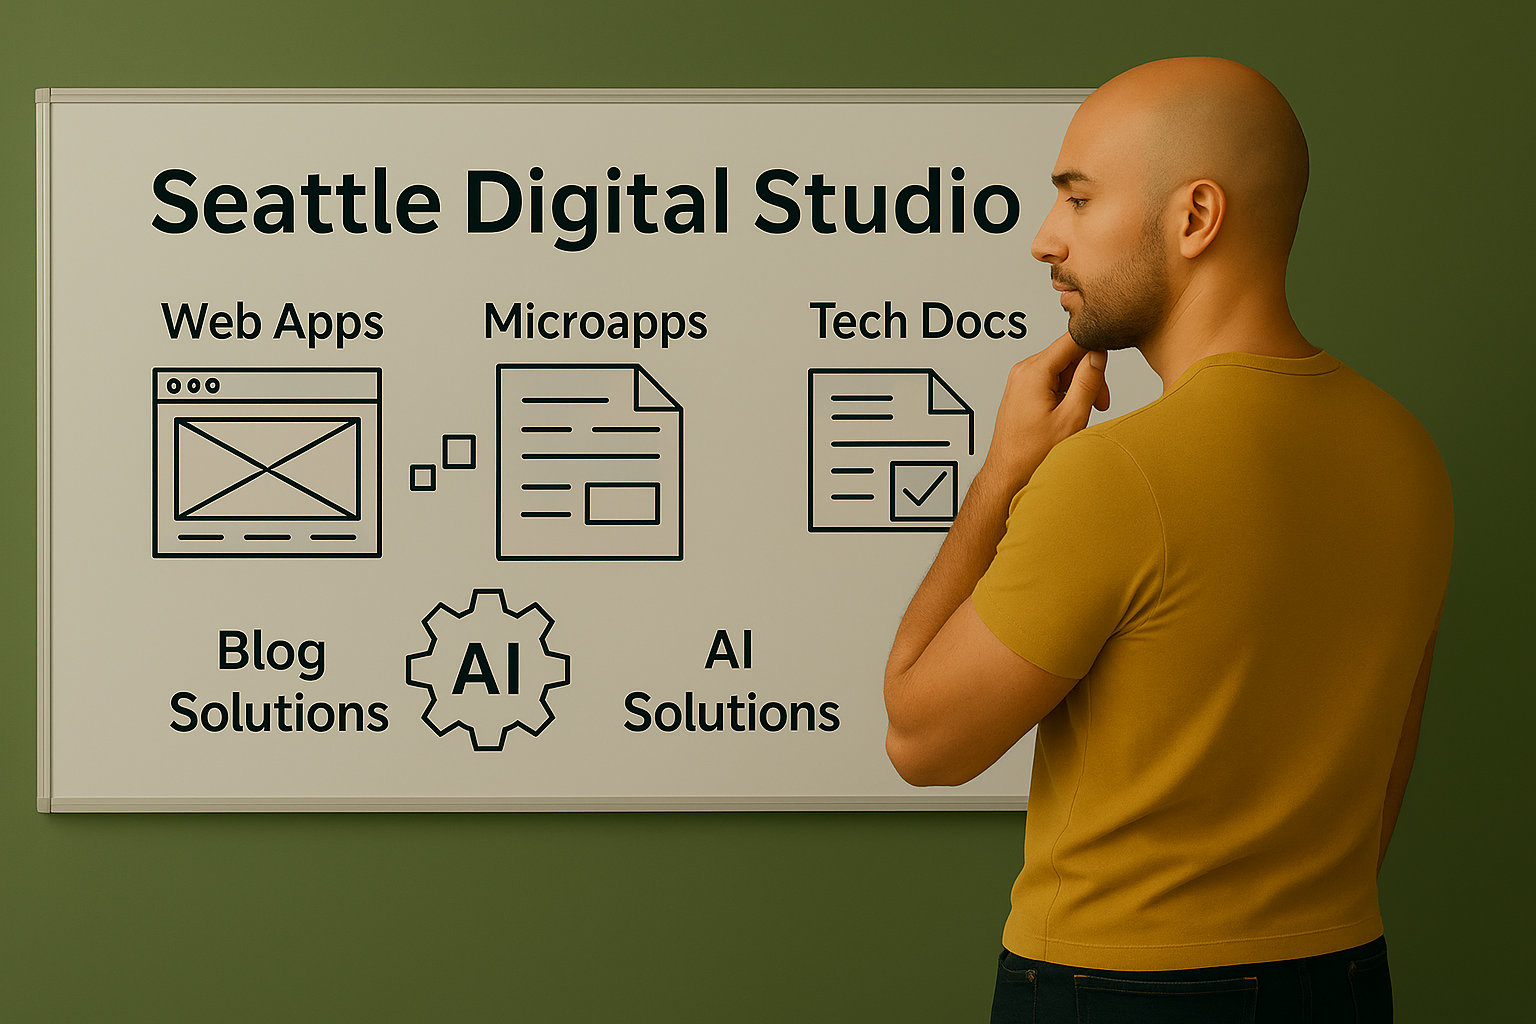 Seattle Digital Studio
Web Apps
Microapps
Tech Docs
Blog
Solutions
AI
AI
Solutions